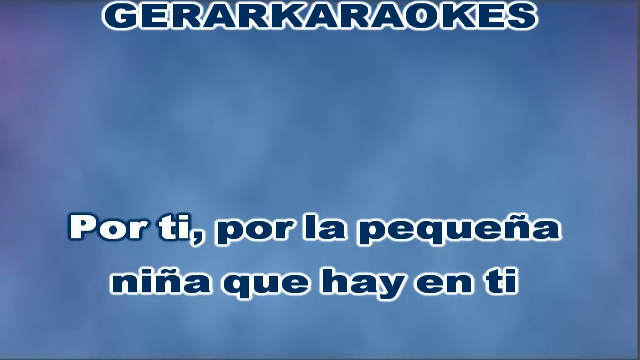 GERARKARAOKES
Por ti, por la pequeña
niña que hay en ti